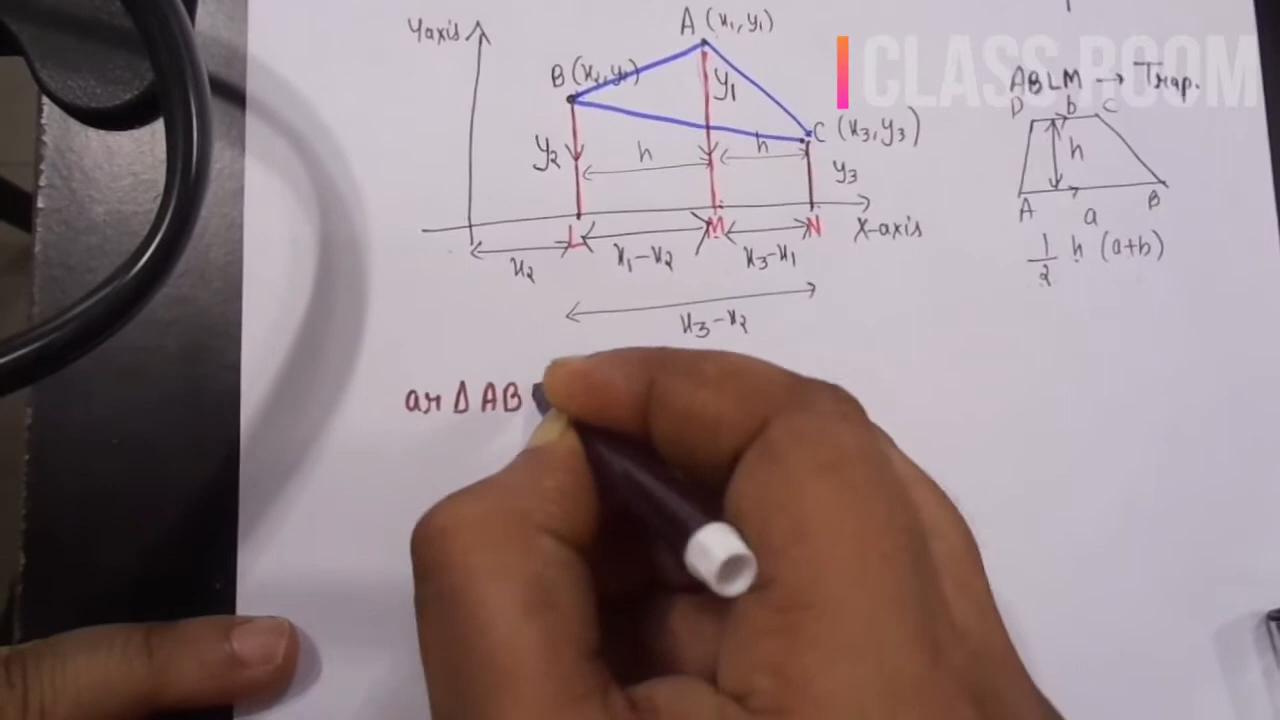 Y axis
A (x₁, y₁)
B (x₂, y₂)
y₁
C (x₃, y₃)
y₂
h
h
y₃
L
M
N
X-axis
x₂
x₁-x₂
x₃-x₁
x₃-x₂
CLASS ROOM
ABLM → Trap.
D
b
C
h
A
a
B
1/2 h (a+b)
ar Δ AB